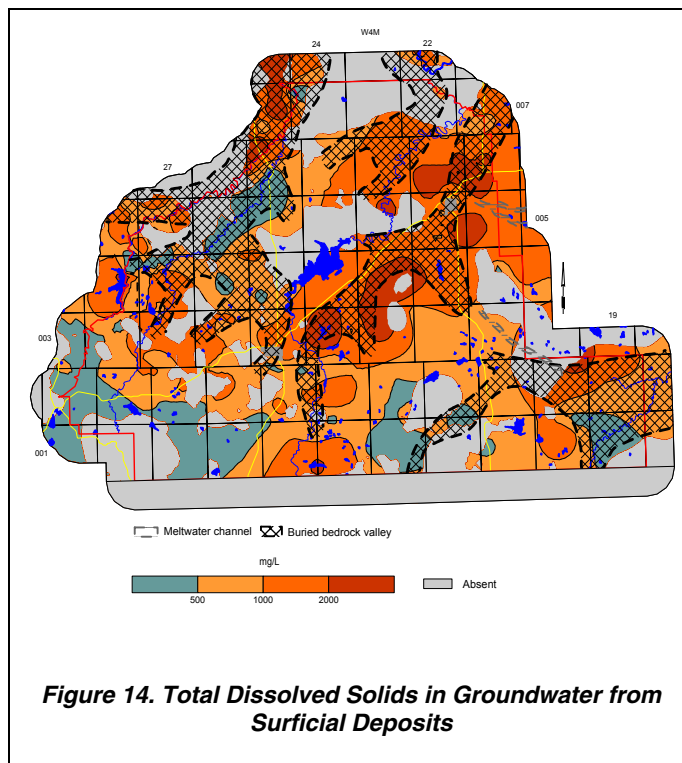 W4M
24
22
007
27
005
19
003
001
Meltwater channel Buried bedrock valley
mg/L
Absent
500 1000 2000
Figure 14. Total Dissolved Solids in Groundwater from
Surficial Deposits